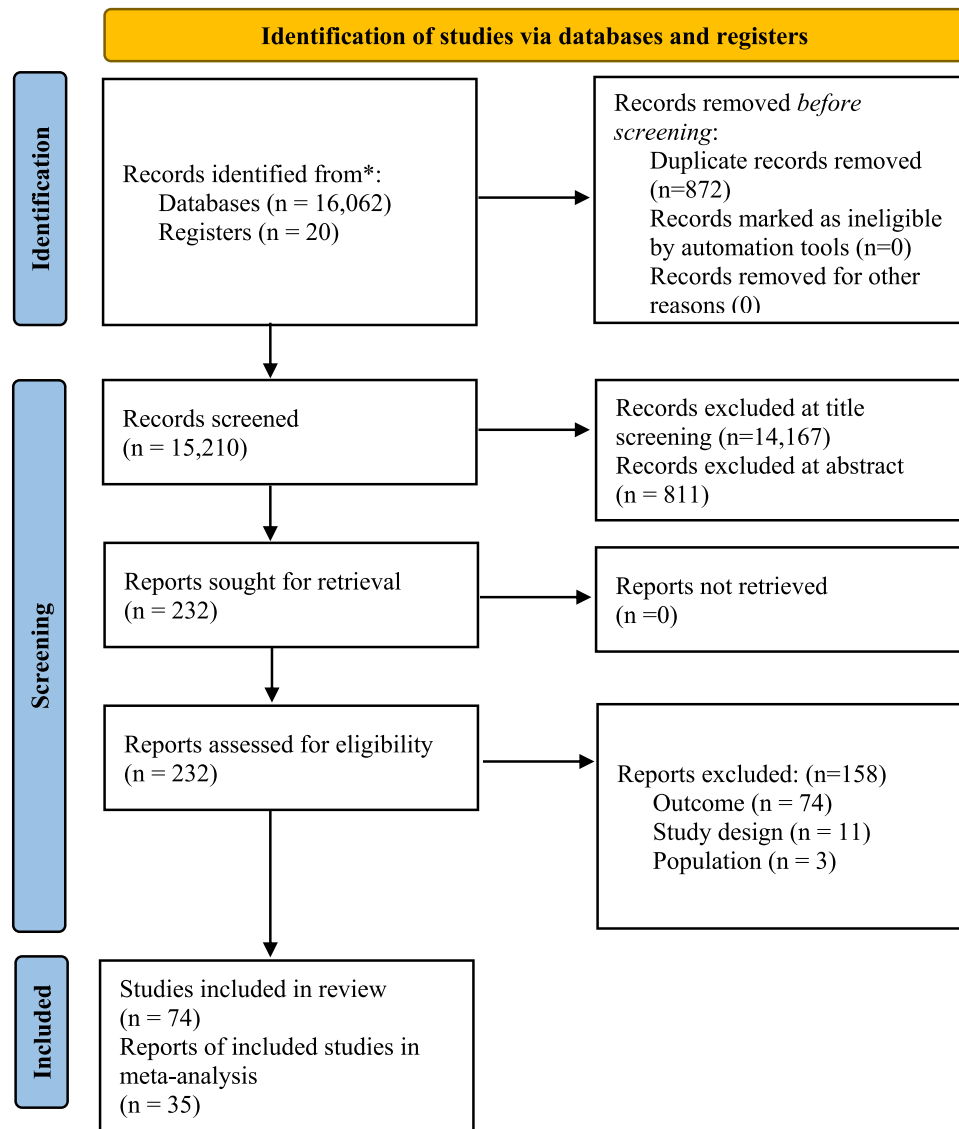 Identification of studies via databases and registers
Identification
Records identified from*:
Databases (n = 16,062)
Registers (n = 20)
Records removed before
screening:
Duplicate records removed
(n=872)
Records marked as ineligible
by automation tools (n=0)
Records removed for other
reasons (0)
Screening
Records screened
(n = 15,210)
Records excluded at title
screening (n=14,167)
Records excluded at abstract
(n = 811)
Reports sought for retrieval
(n = 232)
Reports not retrieved
(n =0)
Reports assessed for eligibility
(n = 232)
Reports excluded: (n=158)
Outcome (n = 74)
Study design (n = 11)
Population (n = 3)
Included
Studies included in review
(n = 74)
Reports of included studies in
meta-analysis
(n = 35)